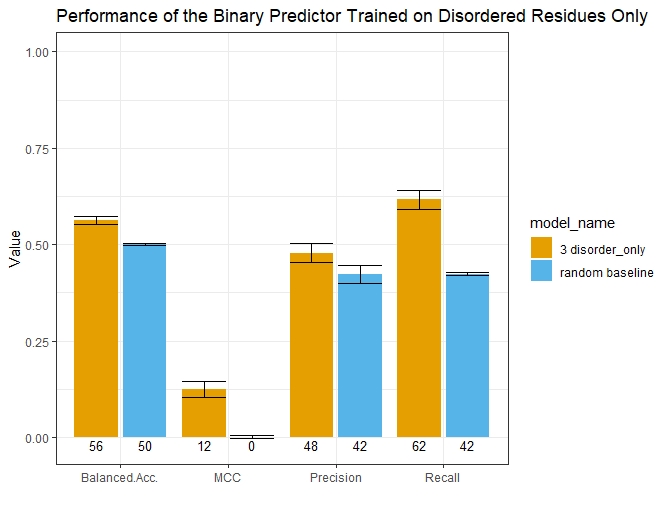 Performance of the Binary Predictor Trained on Disordered Residues Only
1.00
0.75
0.50
0.25
0.00
Value
56 50 12 0 48 42 62 42
Balanced.Acc. MCC Precision Recall
model_name
3 disorder_only
random baseline